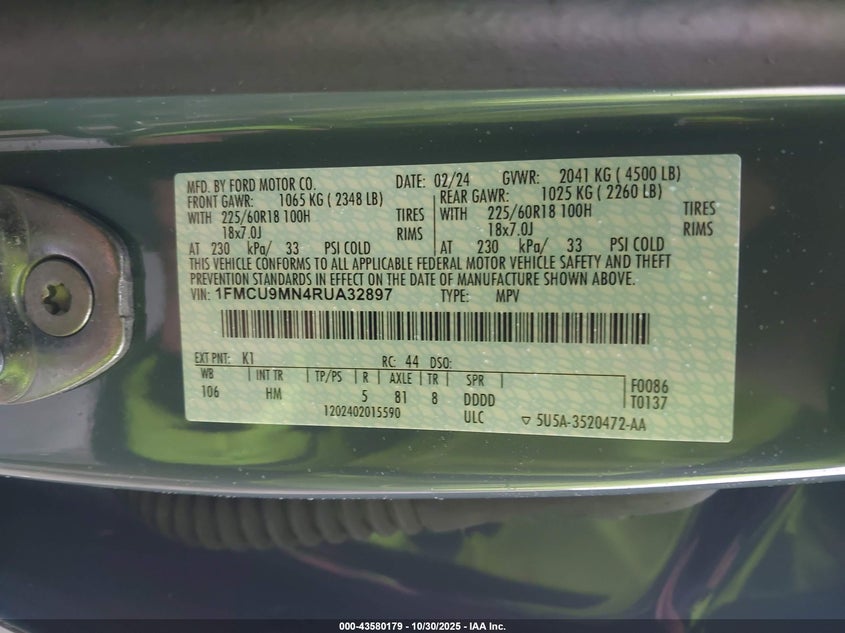 MFD. BY FORD MOTOR CO. DATE: 02/24 GVWR: 2041 KG ( 4500 LB)
FRONT GAWR: 1065 KG ( 2348 LB) REAR GAWR: 1025 KG ( 2260 LB)
WITH 225/60R18 100H TIRES WITH 225/60R18 100H TIRES
18x7.0J RIMS 18x7.0J RIMS
AT 230 kPa/ 33 PSI COLD AT 230 kPa/ 33 PSI COLD
THIS VEHICLE CONFORMS TO ALL APPLICABLE FEDERAL MOTOR VEHICLE SAFETY AND THEFT
PREVENTION STANDARDS IN EFFECT ON THE DATE OF MANUFACTURE SHOWN ABOVE.
VIN: 1FMCU9MN4RUA32897 TYPE: MPV
EXT PNT: K1 RC: 44 DSO:
WB INT TR TP/PS R AXLE TR SPR
106 HM 5 81 8 DDDD
F0086
T0137
1202402015590 ULC 5U5A-3520472-AA
000-43580179 - 10/30/2025 - IAA Inc.